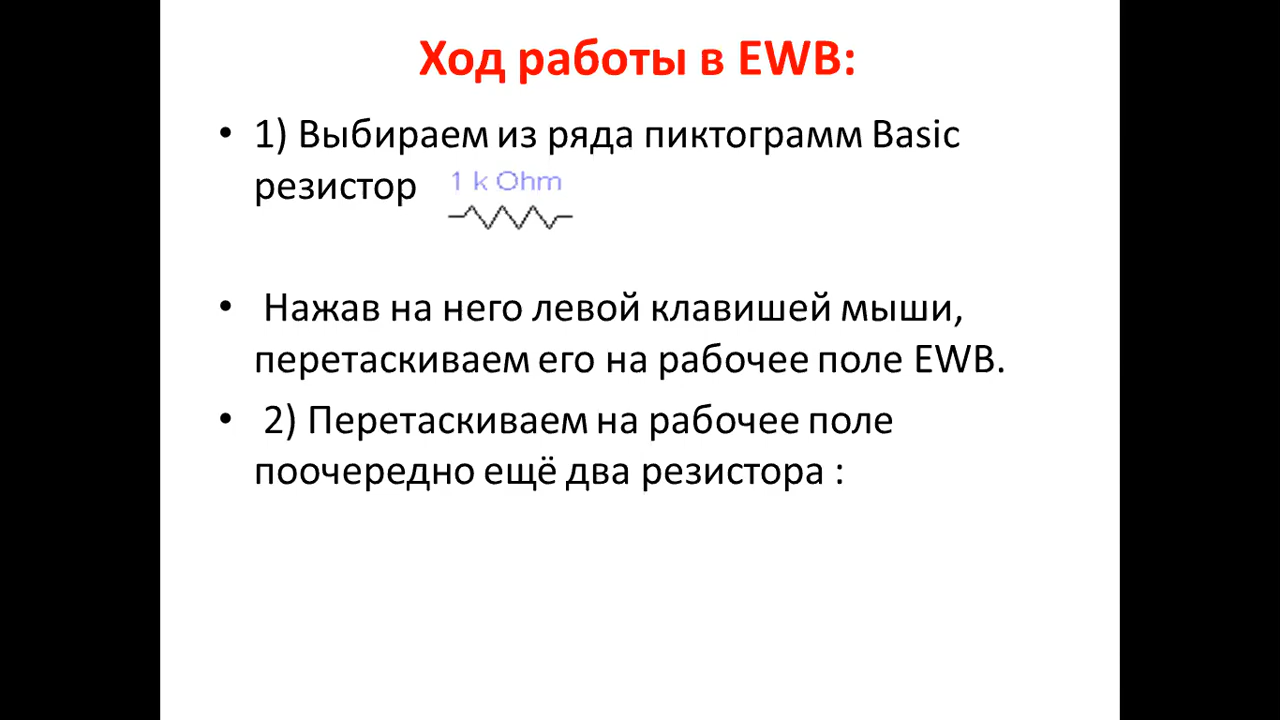 Ход работы в EWB:
• 1) Выбираем из ряда пиктограмм Basic
резистор 1 k Ohm
• Нажав на него левой клавишей мыши,
перетаскиваем его на рабочее поле EWB.
• 2) Перетаскиваем на рабочее поле
поочередно ещё два резистора :